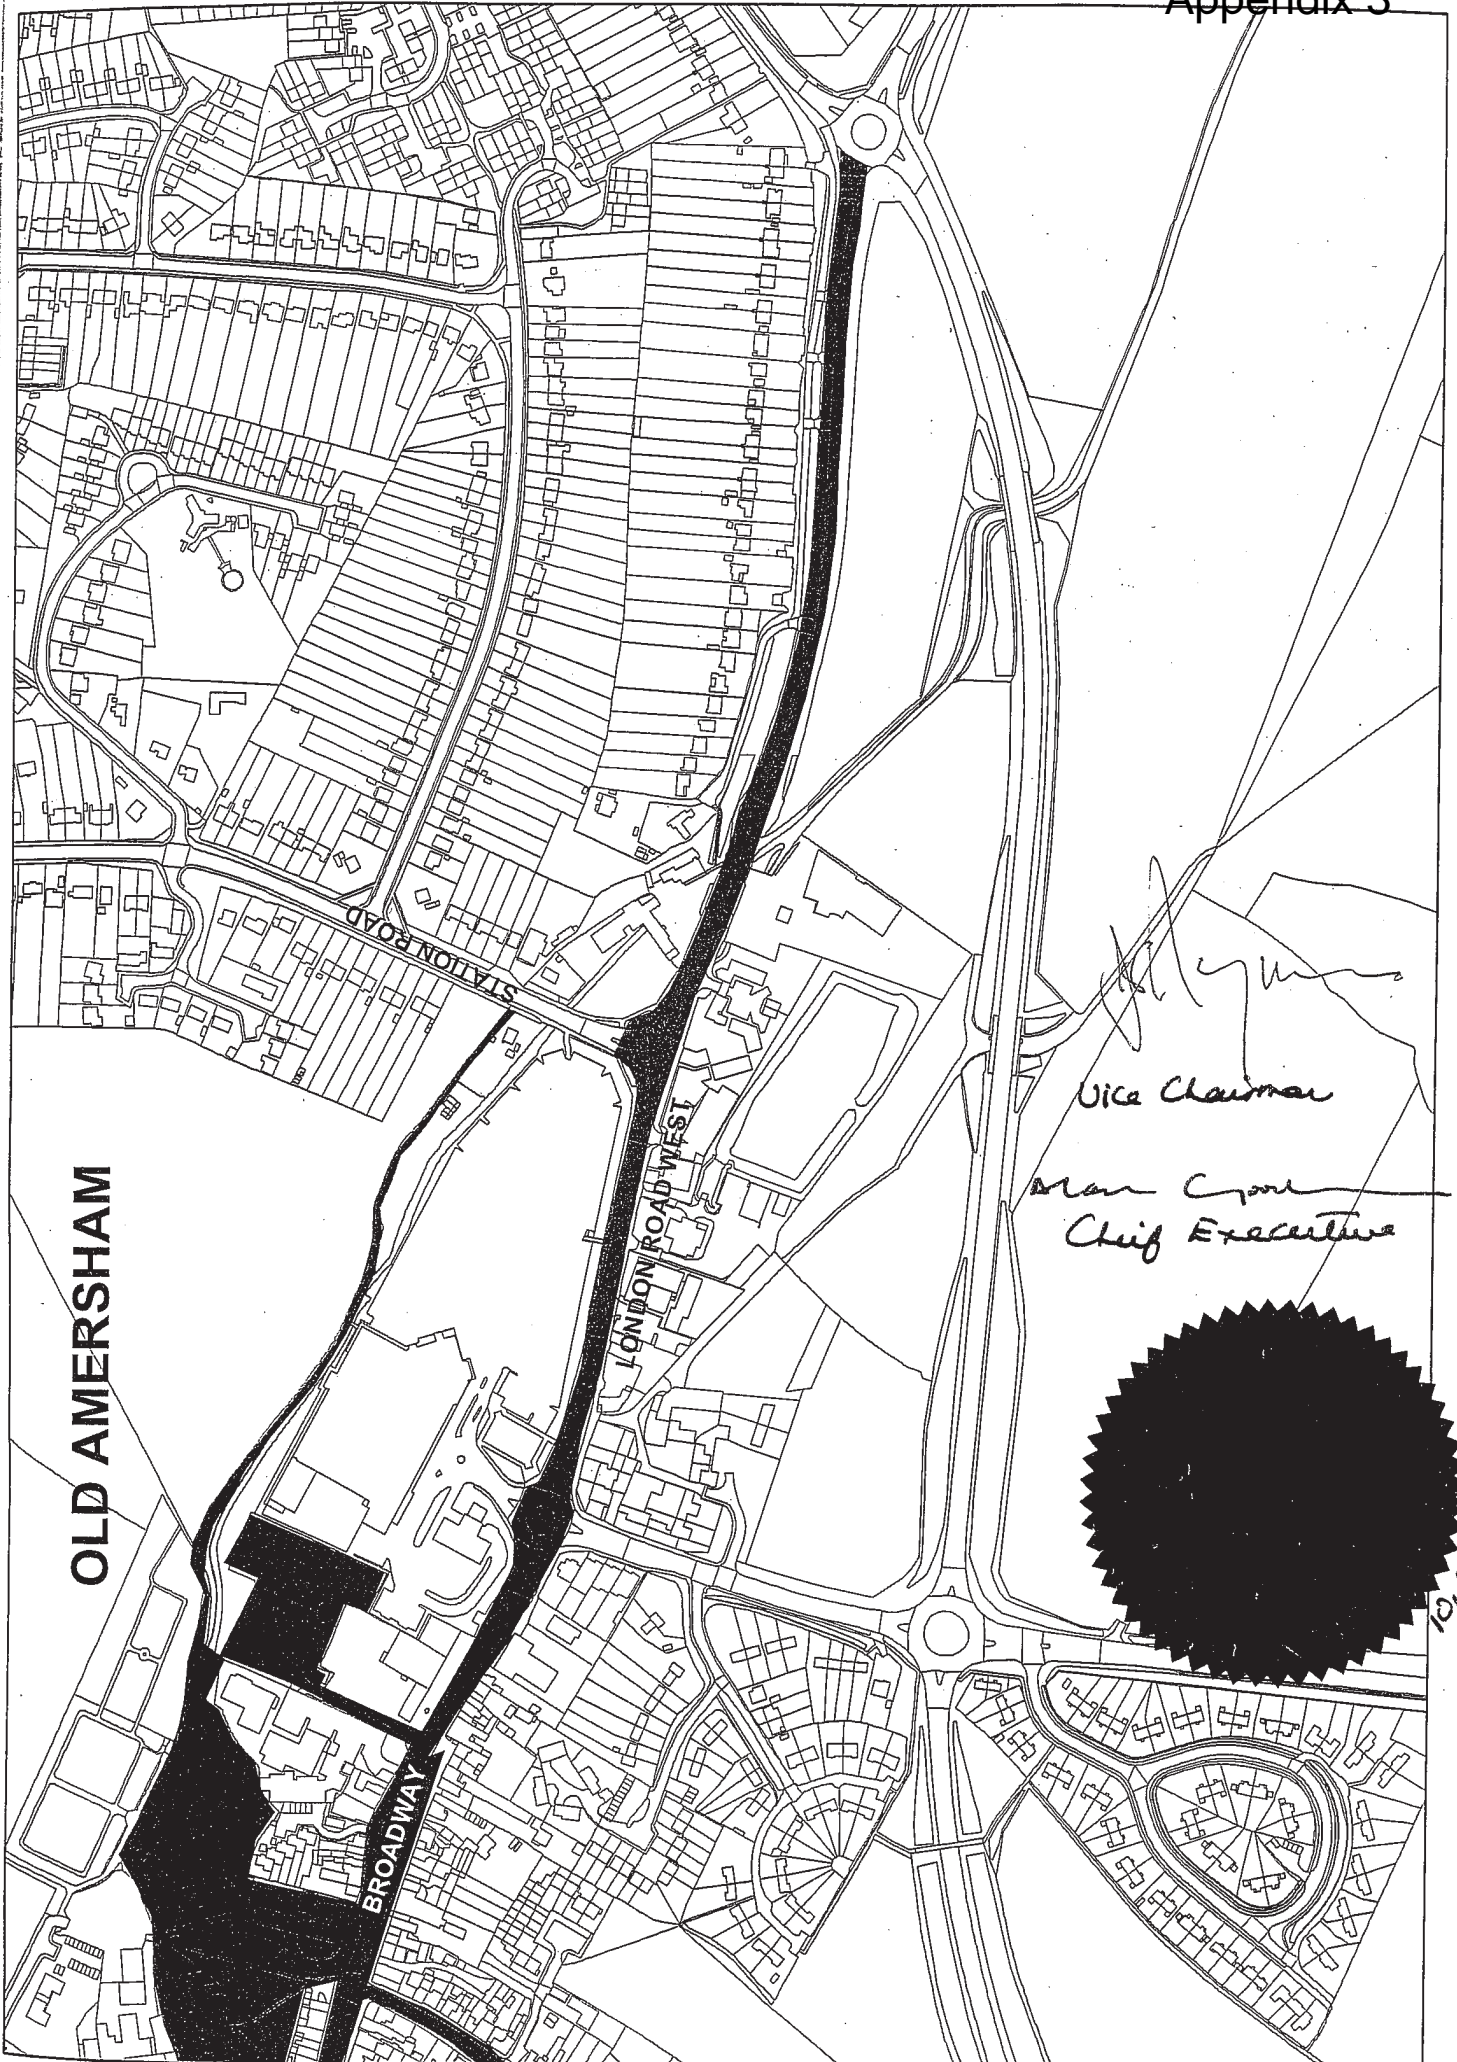 Appendix 3
STATION ROAD
Vice Chairman
OLD AMERSHAM
LONDON ROAD WEST
Chief Executive
BROADWAY